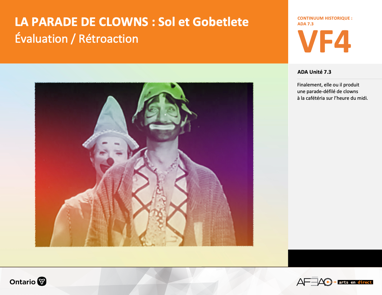 LA PARADE DE CLOWNS : Sol et Gobetlete
Évaluation / Rétroaction
CONTINUUM HISTORIQUE :
ADA 7.3
VF4
ADA Unité 7.3
Finalement, elle ou il produit
une parade-défilé de clowns
à la cafétéria sur l'heure du midi.
Ontario
AFEAO
arts en direct